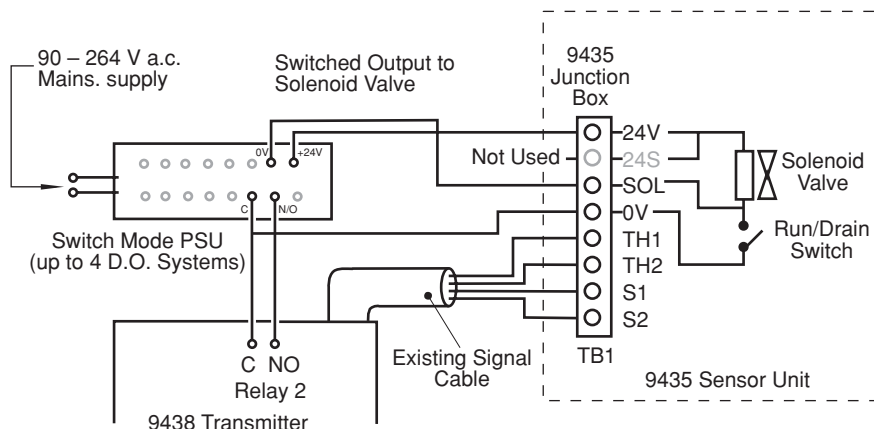 90 – 264 V a.c.
Mains. supply
Switched Output to
Solenoid Valve
9435
Junction
Box
0V
+24V
24V
Not Used
24S
SOL
Solenoid
Valve
C
N/O
0V
Run/Drain
Switch
Switch Mode PSU
(up to 4 D.O. Systems)
TH1
TH2
S1
S2
C NO
Relay 2
Existing Signal
Cable
TB1
9435 Sensor Unit
9438 Transmitter